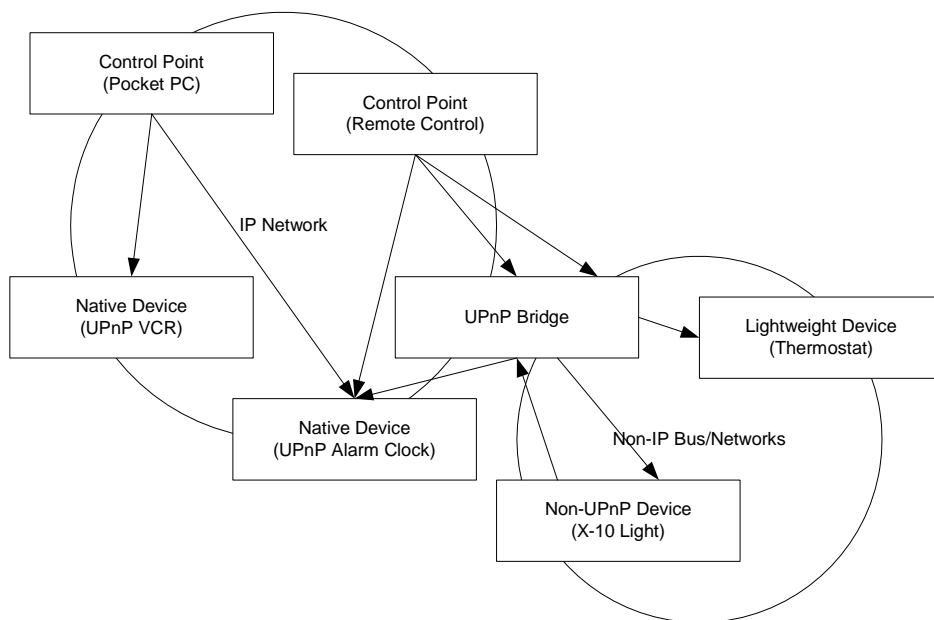 Control Point
(Pocket PC)
Control Point
(Remote Control)
IP Network
Native Device
(UPnP VCR)
UPnP Bridge
Lightweight Device
(Thermostat)
Native Device
(UPnP Alarm Clock)
Non-IP Bus/Networks
Non-UPnP Device
(X-10 Light)